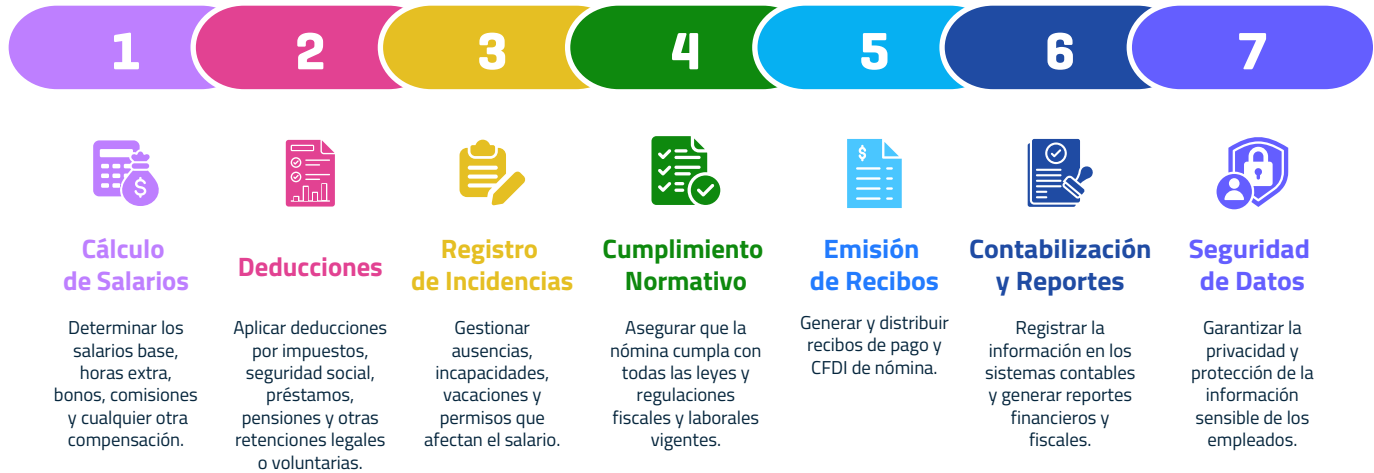 1
2
3
4
5
6
7
Cálculo
de Salarios
Determinar los
salarios base,
horas extra,
bonos, comisiones
y cualquier otra
compensación.
Deducciones
Aplicar deducciones
por impuestos,
seguridad social,
préstamos,
pensiones y otras
retenciones legales
o voluntarias.
Registro
de Incidencias
Gestionar
ausencias,
incapacidades,
vacaciones y
permisos que
afectan el salario.
Cumplimiento
Normativo
Asegurar que la
nómina cumpla con
todas las leyes y
regulaciones
fiscales y laborales
vigentes.
Emisión
de Recibos
Generar y distribuir
recibos de pago y
CFDI de nómina.
Contabilización
y Reportes
Registrar la
información en los
sistemas contables
y generar reportes
financieros y
fiscales.
Seguridad
de Datos
Garantizar la
privacidad y
protección de la
información
sensible de los
empleados.